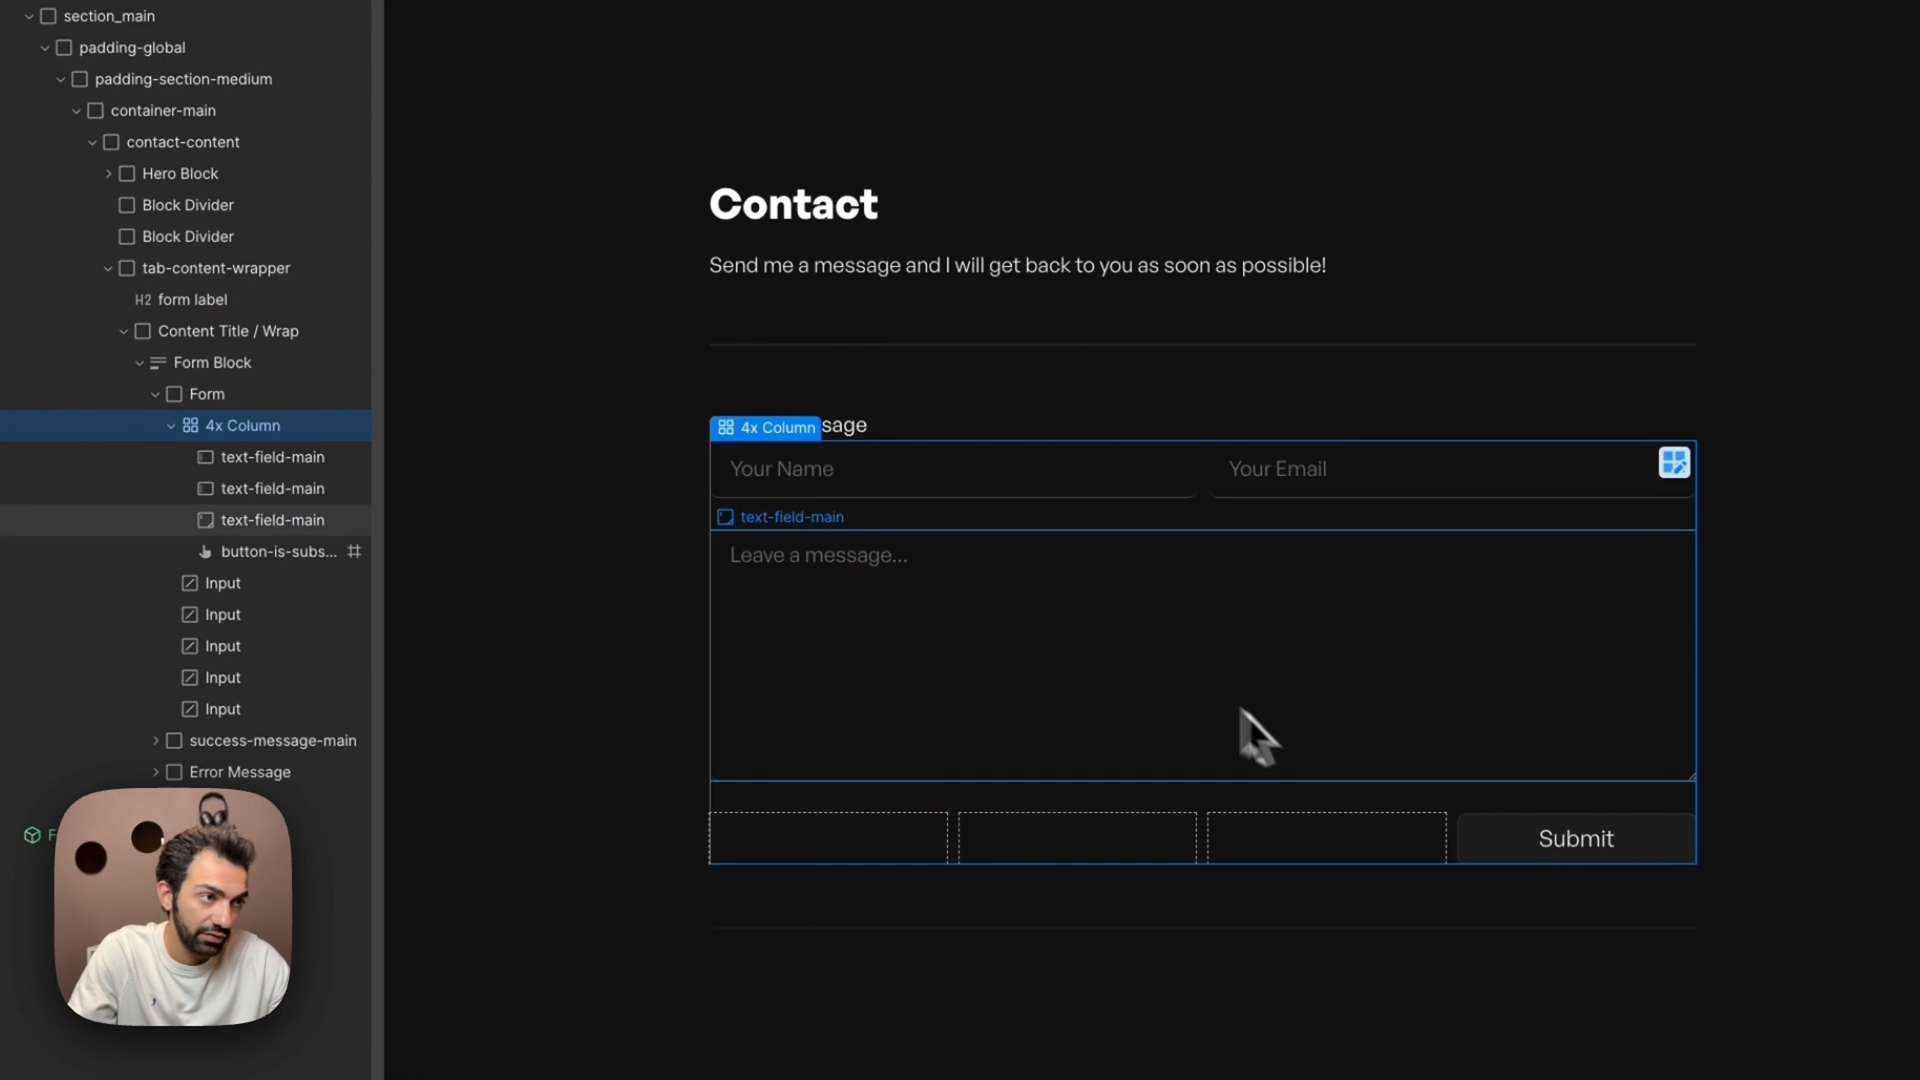 section_main
padding-global
padding-section-medium
container-main
contact-content
Hero Block
Block Divider
Block Divider
tab-content-wrapper
H2 form label
Content Title / Wrap
Form Block
Form
4x Column
text-field-main
text-field-main
text-field-main
button-is-subs...
Input
Input
Input
Input
Input
success-message-main
Error Message
F
Contact
Send me a message and I will get back to you as soon as possible!
4x Column sage
Your Name
Your Email
text-field-main
Leave a message...
Submit